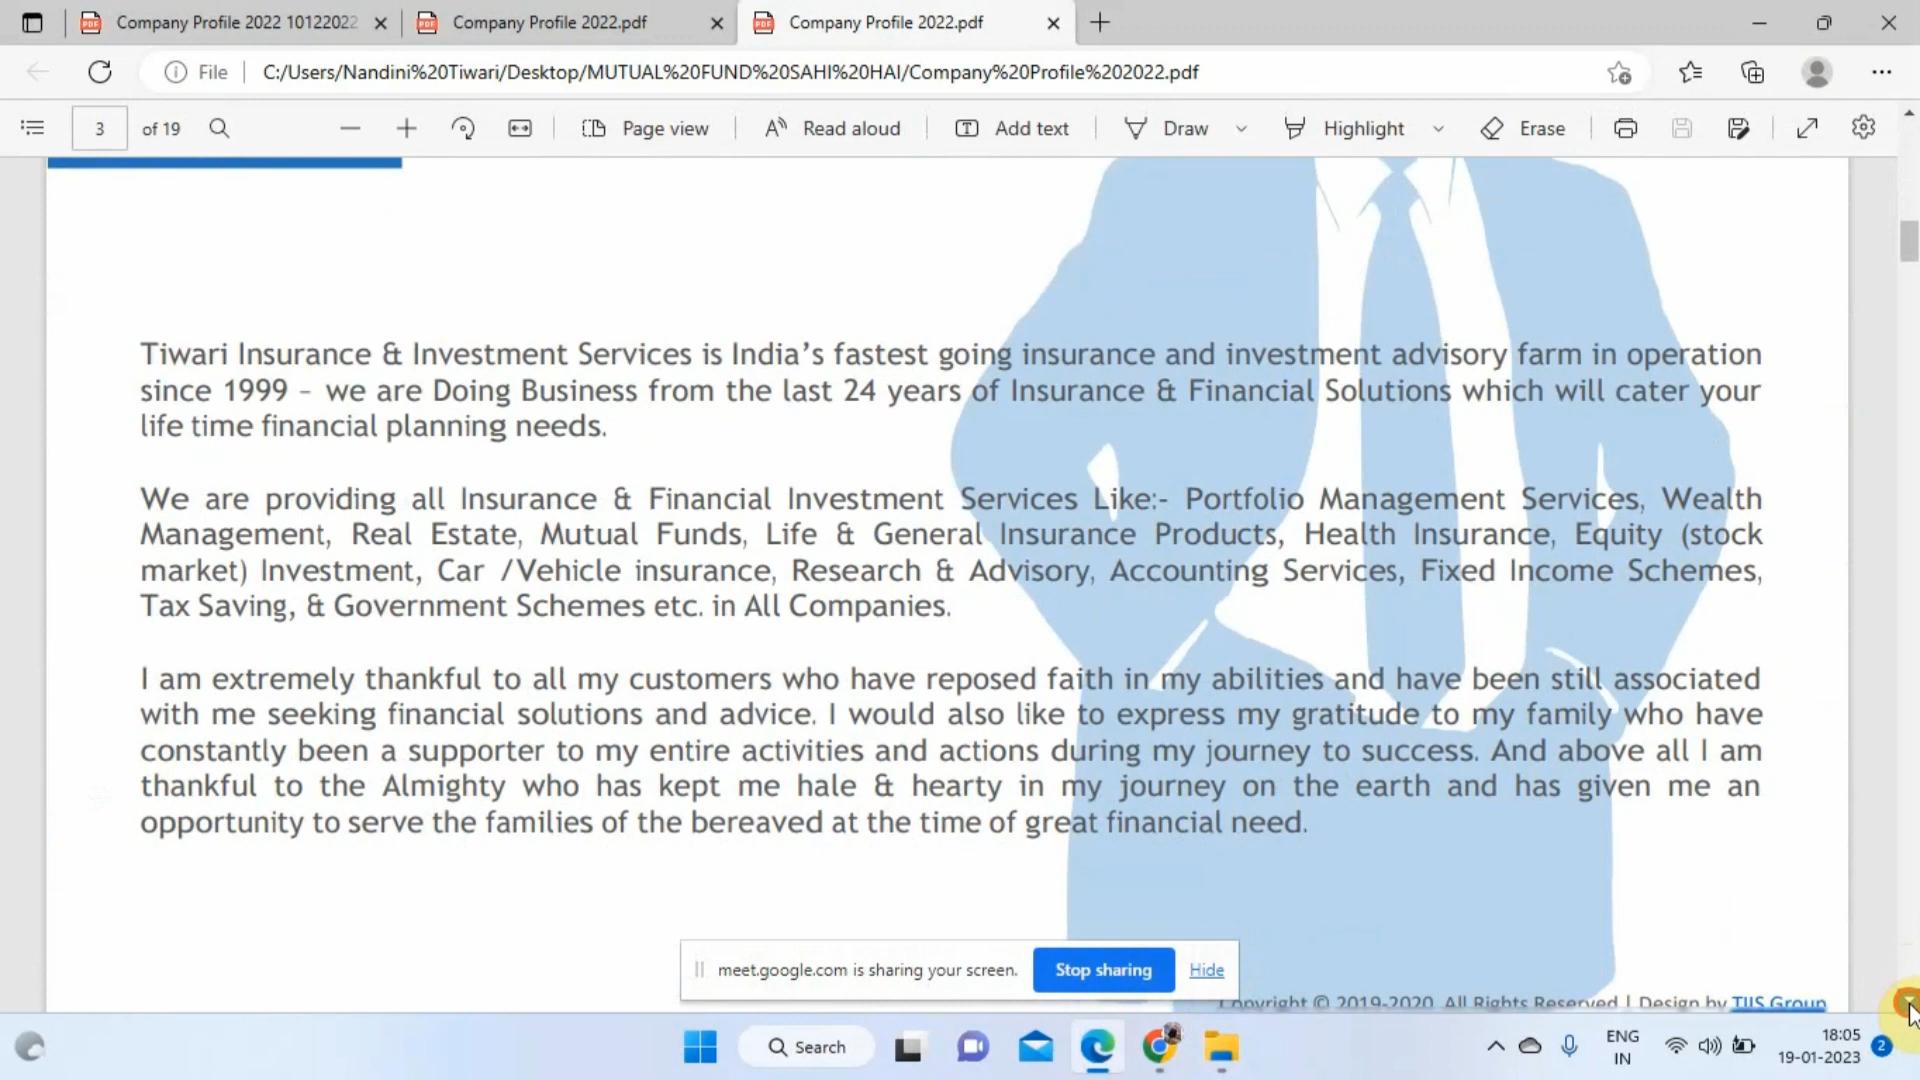 Company Profile 2022 10122022
Company Profile 2022.pdf
Company Profile 2022.pdf
File
C:/Users/Nandini%20Tiwari/Desktop/MUTUAL%20FUND%20SAHI%20HAI/Company%20Profile%202022.pdf
3 of 19
Page view
Read aloud
Add text
Draw
Highlight
Erase
Tiwari Insurance & Investment Services is India’s fastest going insurance and investment advisory farm in operation
since 1999 – we are Doing Business from the last 24 years of Insurance & Financial Solutions which will cater your
life time financial planning needs.
We are providing all Insurance & Financial Investment Services Like:- Portfolio Management Services, Wealth
Management, Real Estate, Mutual Funds, Life & General Insurance Products, Health Insurance, Equity (stock
market) Investment, Car /Vehicle insurance, Research & Advisory, Accounting Services, Fixed Income Schemes,
Tax Saving, & Government Schemes etc. in All Companies.
I am extremely thankful to all my customers who have reposed faith in my abilities and have been still associated
with me seeking financial solutions and advice. I would also like to express my gratitude to my family who have
constantly been a supporter to my entire activities and actions during my journey to success. And above all I am
thankful to the Almighty who has kept me hale & hearty in my journey on the earth and has given me an
opportunity to serve the families of the bereaved at the time of great financial need.
meet.google.com is sharing your screen.
Stop sharing
Hide
Copyright © 2019-2020, All Rights Reserved | Design by TIIS Group
Search
ENG
IN
18:05
19-01-2023
2